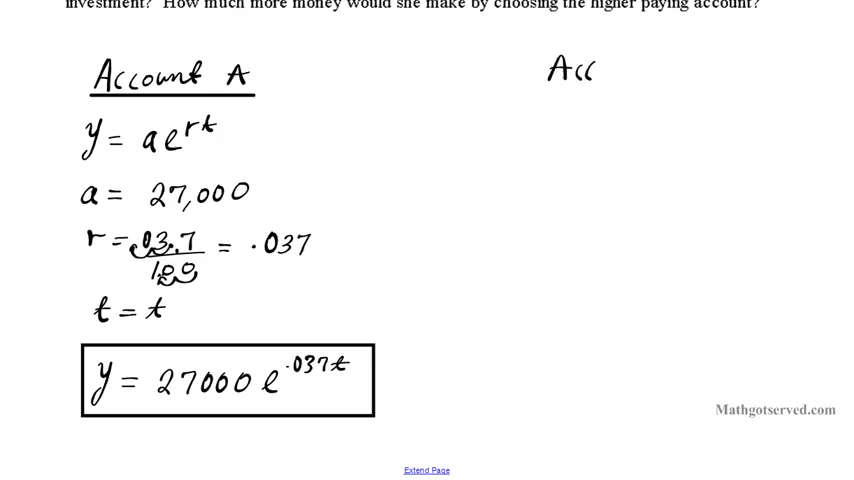 investment? How much more money would she make by choosing the higher paying account?
Account A
y = ae^rt
a = 27,000
r = 03.7/100 = .037
t = t
y = 27000 e^.037t
Acc
Mathgotserved.com
Extend Page